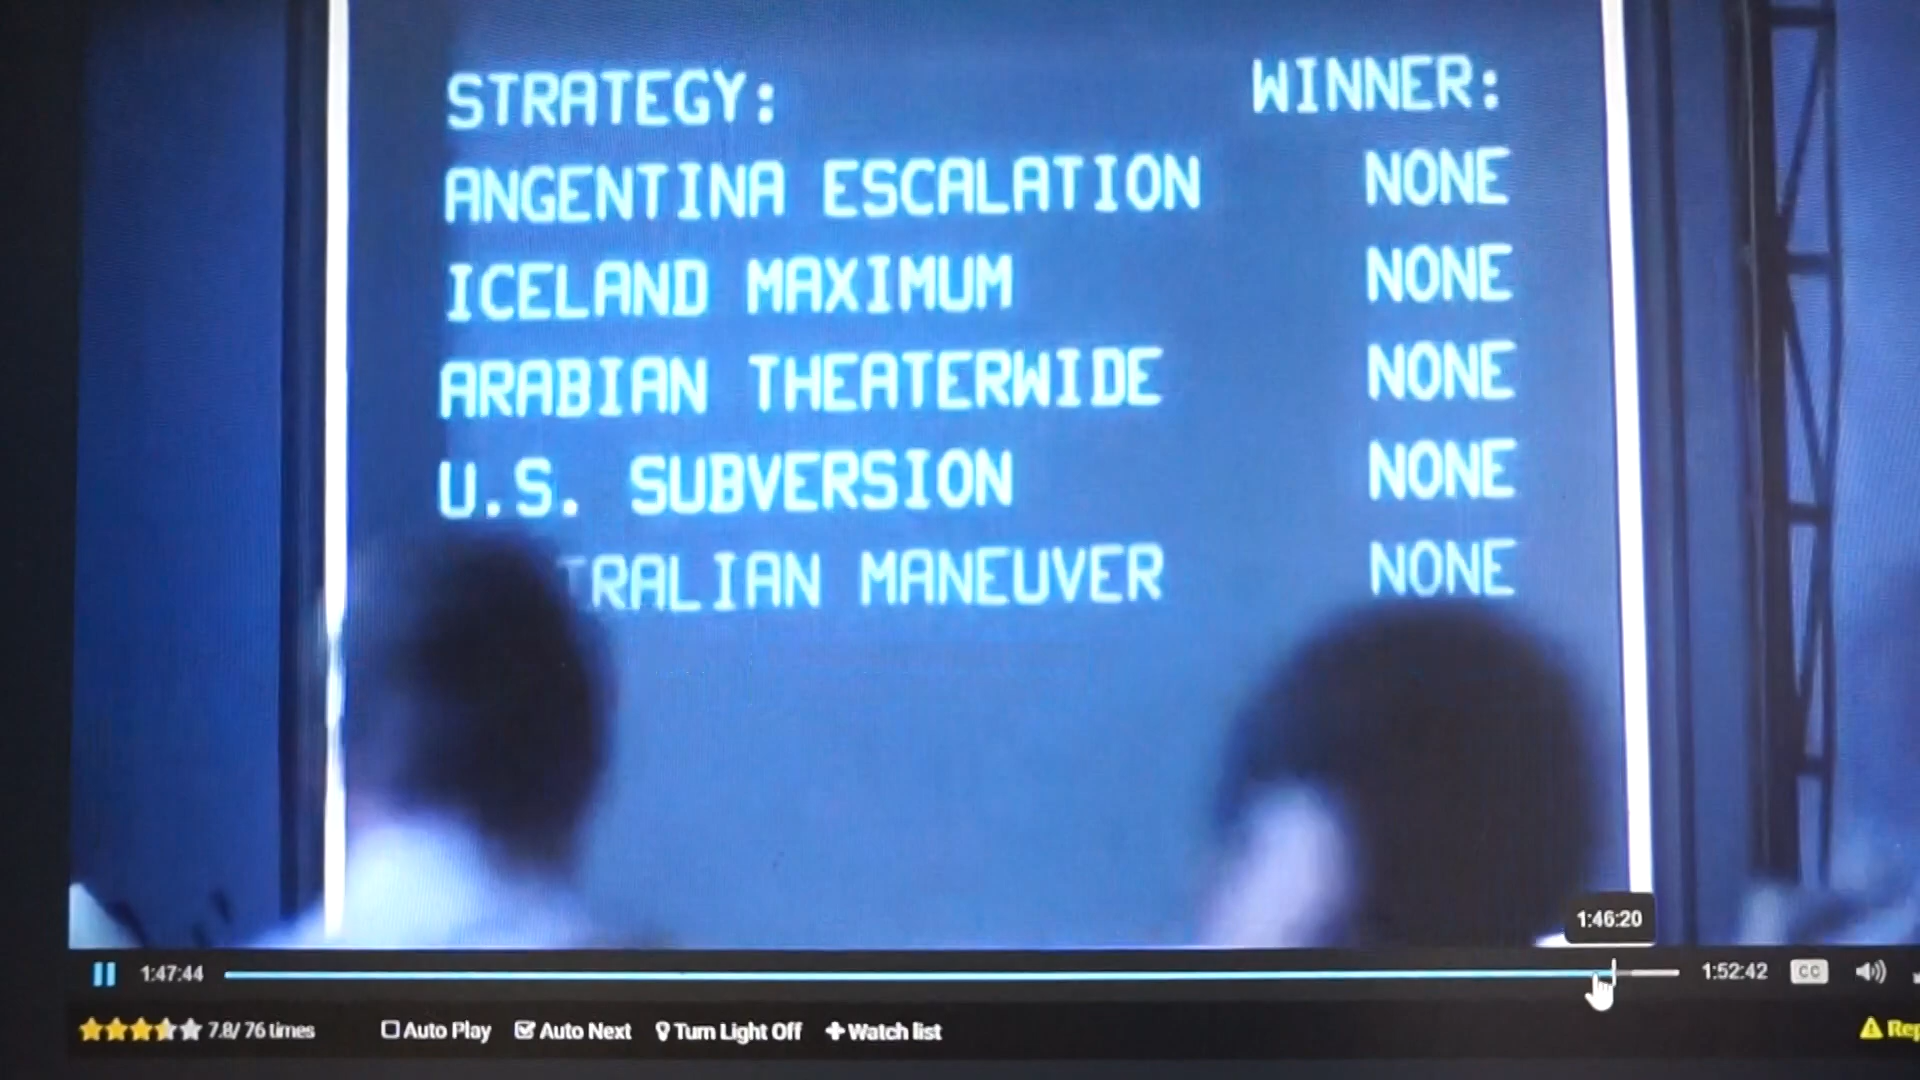 STRATEGY: WINNER:
ANGENTINA ESCALATION NONE
ICELAND MAXIMUM NONE
ARABIAN THEATERWIDE NONE
U.S. SUBVERSION NONE
TRALIAN MANEUVER NONE
1:46:20
1:47:44 1:52:42 CC
7.8/ 76 times Auto Play Auto Next Turn Light Off Watch list Rep